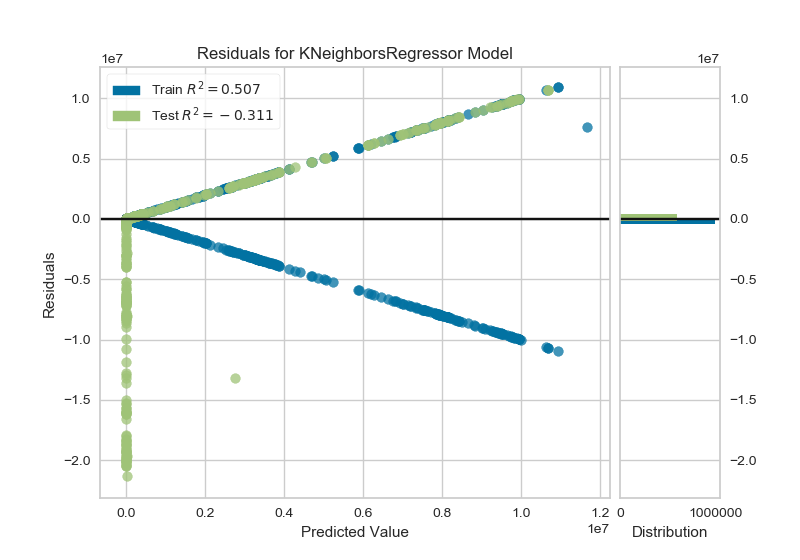 Residuals for KNeighborsRegressor Model
1e7
1e7
Train R² = 0.507
Test R² = −0.311
1.0
0.5
0.0
−0.5
−1.0
−1.5
−2.0
Residuals
1.0
0.5
0.0
−0.5
−1.0
−1.5
−2.0
0.0 0.2 0.4 0.6 0.8 1.0 1.2
1e7
Predicted Value
0 1000000
Distribution